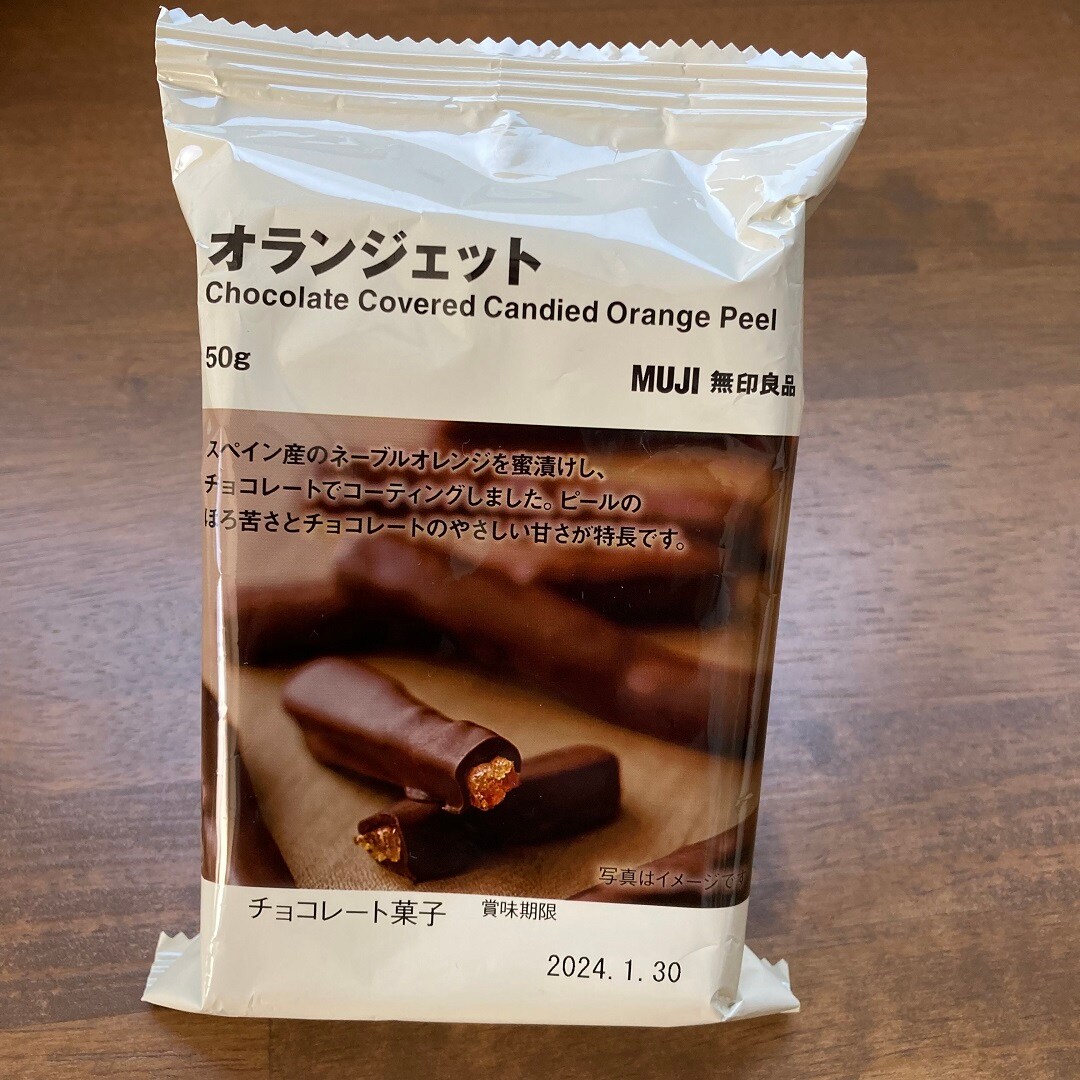 オランジェット
Chocolate Covered Candied Orange Peel
50g
MUJI 無印良品
スペイン産のネーブルオレンジを蜜漬けし、
チョコレートでコーティングしました。ピールの
ほろ苦さとチョコレートのやさしい甘さが特長です。
写真はイメージです
チョコレート菓子 賞味期限
2024.1.30